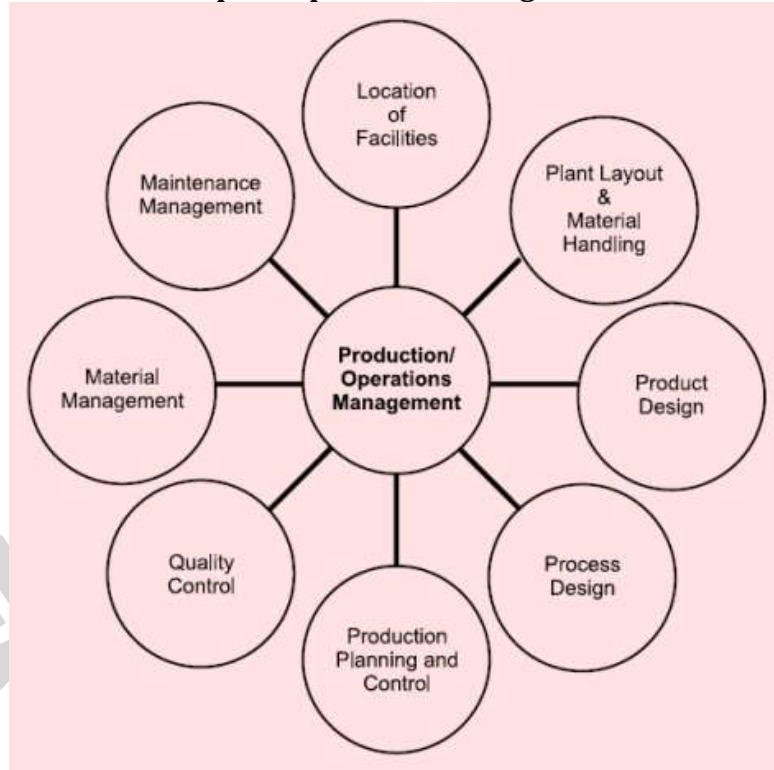 Location
of
Facilities
Plant Layout
&
Material
Handling
Product
Design
Process
Design
Production
Planning and
Control
Quality
Control
Material
Management
Maintenance
Management
Production/
Operations
Management